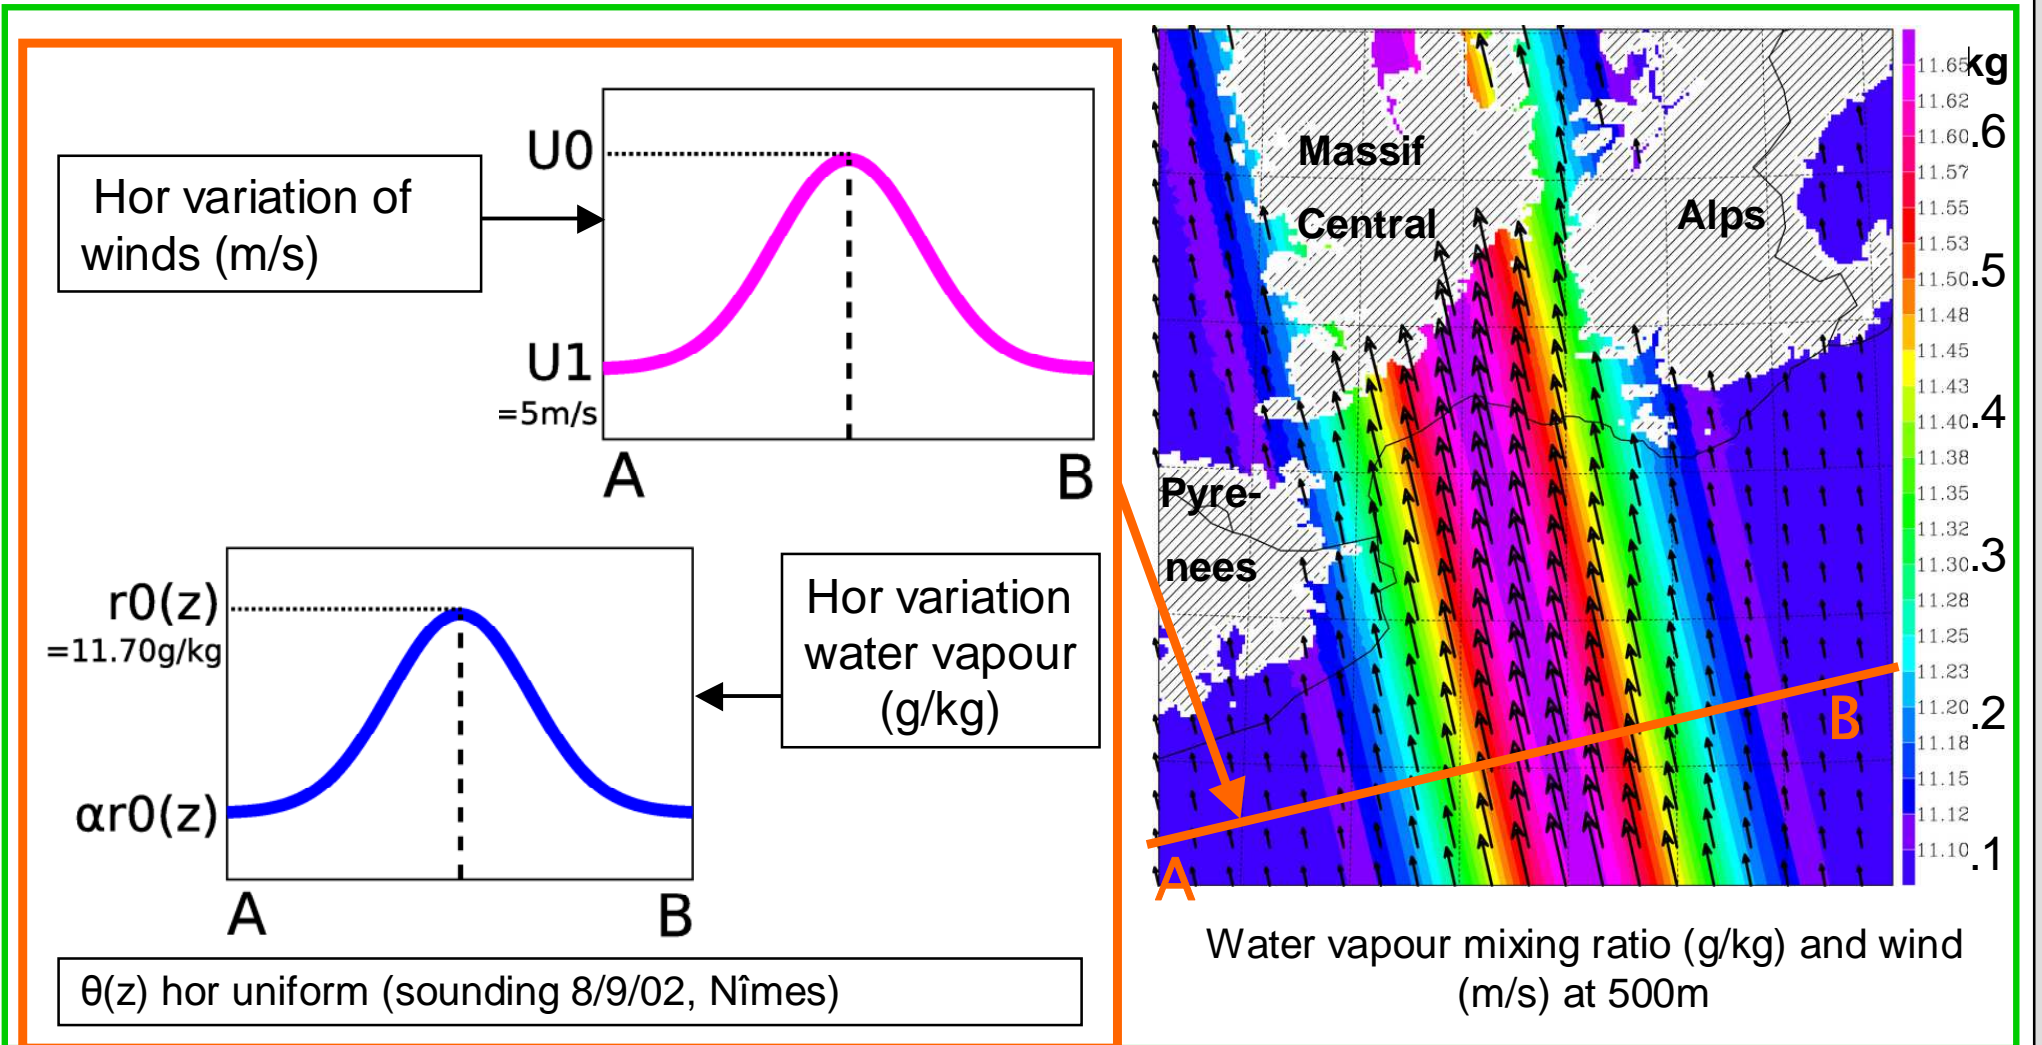 Hor variation of
winds (m/s)
U0
U1
=5m/s
A
B
r0(z)
=11.70g/kg
αr0(z)
A
B
Hor variation
water vapour
(g/kg)
θ(z) hor uniform (sounding 8/9/02, Nîmes)
Massif
Central
Alps
Pyre-
nees
A
B
kg
11.65
11.62
11.60
11.57
11.55
11.53
11.50
11.48
11.45
11.43
11.40
11.38
11.35
11.32
11.30
11.28
11.25
11.23
11.20
11.18
11.15
11.12
11.10
.6
.5
.4
.3
.2
.1
Water vapour mixing ratio (g/kg) and wind
(m/s) at 500m